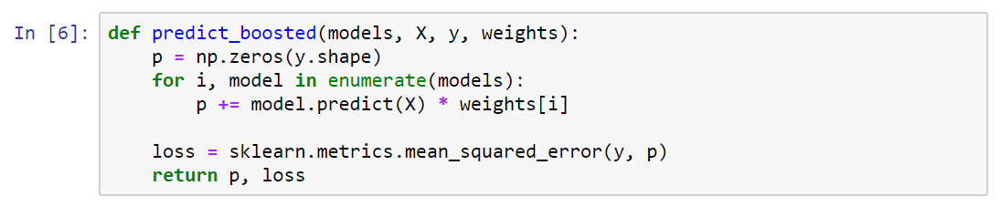 In [6]: def predict_boosted(models, X, y, weights):
    p = np.zeros(y.shape)
    for i, model in enumerate(models):
        p += model.predict(X) * weights[i]

    loss = sklearn.metrics.mean_squared_error(y, p)
    return p, loss